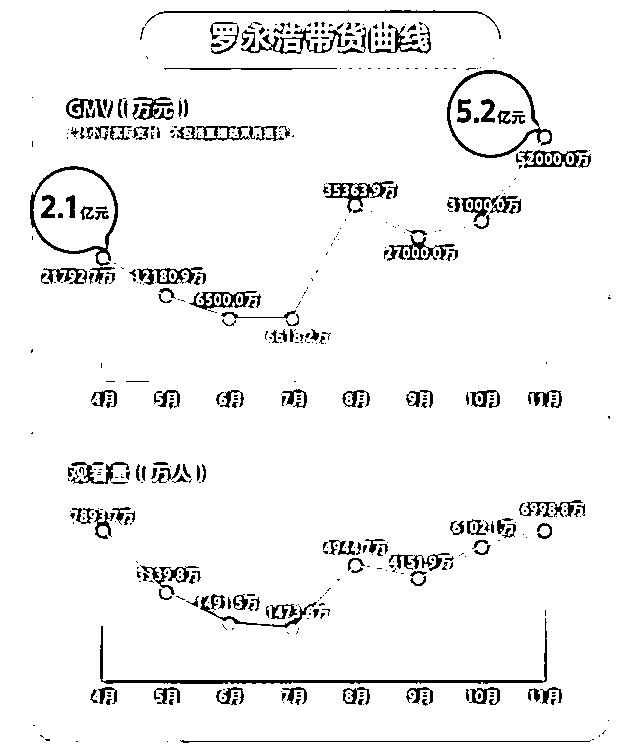 罗永浩带货曲线
GMV（万元）
5.2亿元
52000.0万
35363.9万
31000.0万
27000.0万
2.1亿元
21792.7万
12180.9万
6500.0万
6618.2万
4月 5月 6月 7月 8月 9月 10月 11月
观看量（万人）
7893.7万
3939.8万
1491.5万
1473.8万
4944.7万
4151.9万
6102.1万
6998.8万
4月 5月 6月 7月 8月 9月 10月 11月